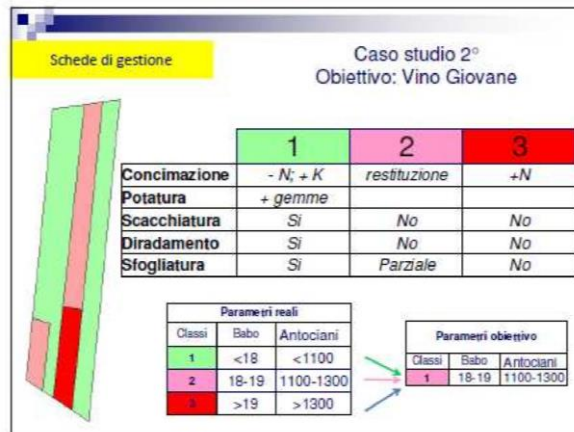 Schede di gestione
Caso studio 2°
Obiettivo: Vino Giovane
1 2 3
Concimazione - N; + K restituzione +N
Potatura + gemme
Scacchiatura Si No No
Diradamento Si No No
Sfogliatura Si Parziale No
Parametri reali
Classi Babo Antociani
1 <18 <1100
2 18-19 1100-1300
3 >19 >1300
Parametri obiettivo
Classi Babo Antociani
1 18-19 1100-1300